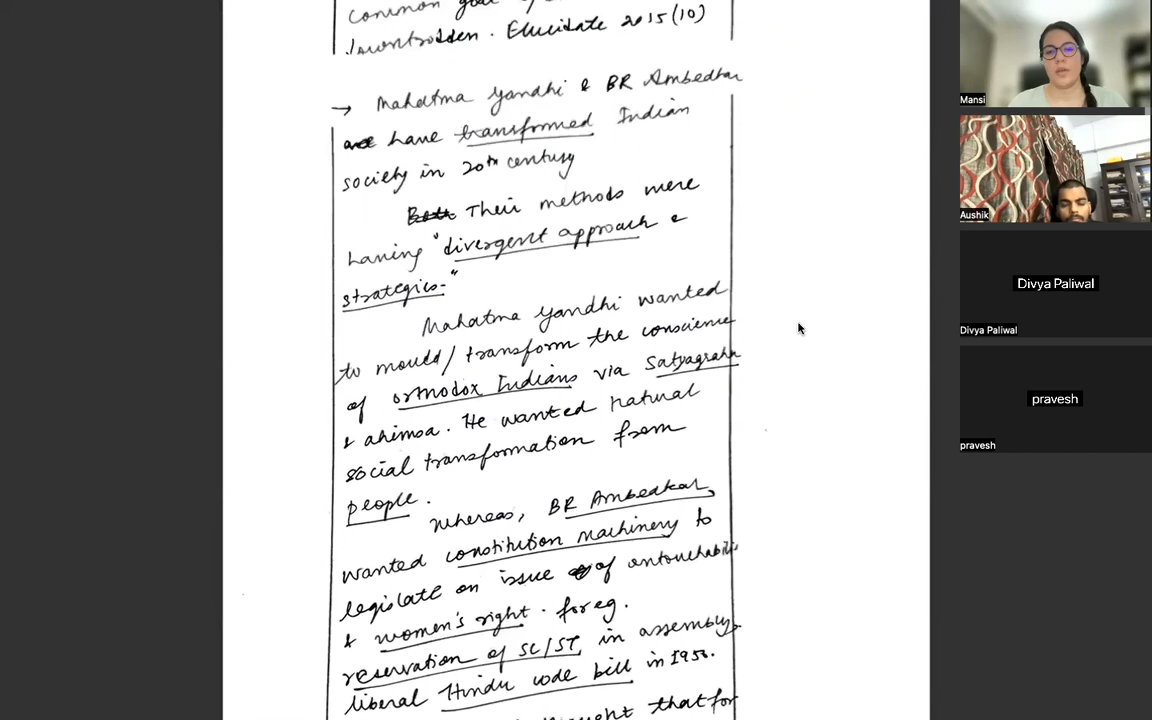 Common goal
downtrodden. Elucidate 2015 (10)
→ Mahatma Gandhi & BR Ambedkar
have transformed Indian
society in 20th century
Both Their methods were
having "divergent approach &
strategies."
Mahatma Gandhi wanted
to mould/transform the conscience
of orthodox Indians via Satyagraha
& ahimsa. He wanted natural
social transformation from
people.
Whereas, BR Ambedkar,
wanted constitution machinery to
legislate on issue of untouchability
& women's right. for eg.
reservation of SC/ST, in assembly,
liberal Hindu code bill in 1950.
that for
Mansi
Aushik
Divya Paliwal
Divya Paliwal
pravesh
pravesh